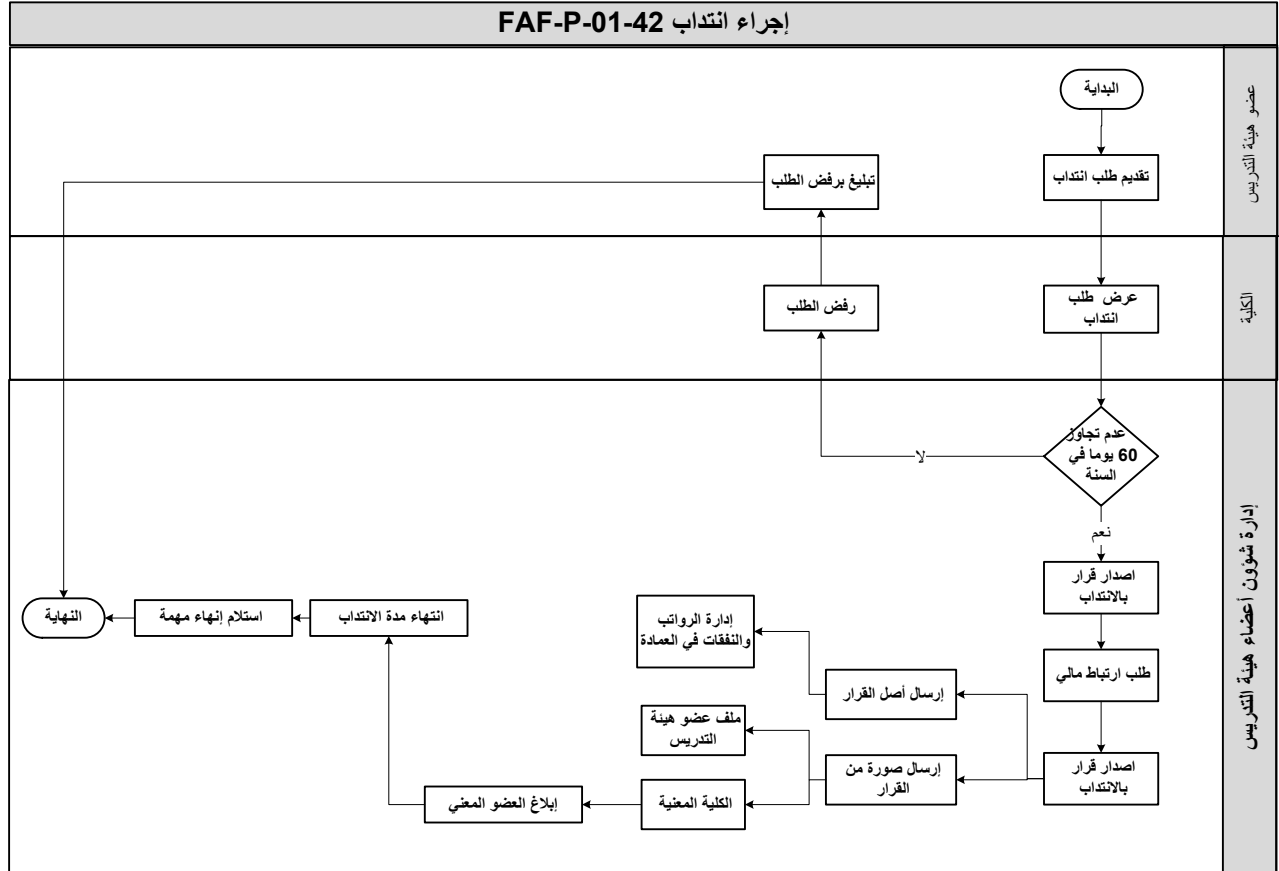 إجراء انتداب FAF-P-01-42
عضو هيئة التدريس
البداية
تقديم طلب انتداب
تبليغ برفض الطلب
الكلية
عرض طلب
انتداب
رفض الطلب
إدارة شؤون أعضاء هيئة التدريس
عدم تجاوز
60 يوما في
السنة
لا
نعم
اصدار قرار
بالانتداب
طلب ارتباط مالي
اصدار قرار
بالانتداب
إرسال أصل القرار
إرسال صورة من
القرار
إدارة الرواتب
والنفقات في العمادة
ملف عضو هيئة
التدريس
الكلية المعنية
إبلاغ العضو المعني
انتهاء مدة الانتداب
استلام إنهاء مهمة
النهاية